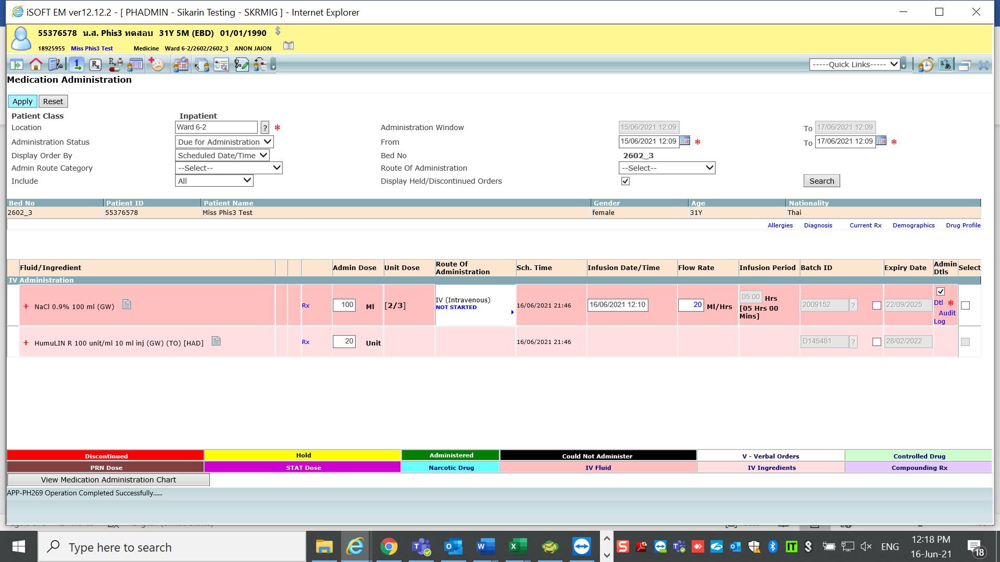 iSOFT EM ver12.12.2 - [ PHADMIN - Sikarin Testing - SKRMIG ] - Internet Explorer
55376578 น.ส. Phis3 ทดสอบ 31Y 5M (EBD) 01/01/1990 $
18925955 Miss Phis3 Test Medicine Ward 6-2/2602/2602_3 ANON JAION
-----Quick Links-----
Medication Administration
Apply Reset
Patient Class Inpatient
Location Ward 6-2 ? * Administration Window 15/06/2021 12:09 To 17/06/2021 12:09
Administration Status Due for Administration From 15/06/2021 12:09 * To 17/06/2021 12:09 *
Display Order By Scheduled Date/Time Bed No 2602_3
Admin Route Category --Select-- Route Of Administration --Select--
Include All Display Held/Discontinued Orders Search
Bed No Patient ID Patient Name Gender Age Nationality
2602_3 55376578 Miss Phis3 Test female 31Y Thai
Allergies Diagnosis Current Rx Demographics Drug Profile
Fluid/Ingredient Admin Dose Unit Dose Route Of Administration Sch. Time Infusion Date/Time Flow Rate Infusion Period Batch ID Expiry Date Admin Dtls Select
IV Administration
+ NaCl 0.9% 100 ml (GW) Rx 100 Ml [2/3] IV (Intravenous) NOT STARTED 16/06/2021 21:46 16/06/2021 12:10 20 Ml/Hrs 05:00 Hrs [05 Hrs 00 Mins] 2009152 ? 22/09/2025 Dtl * Audit Log
+ HumuLIN R 100 unit/ml 10 ml inj (GW) (TO) [HAD] Rx 20 Unit 16/06/2021 21:46 D145481 ? 28/02/2022
Discontinued Hold Administered Could Not Administer V - Verbal Orders Controlled Drug
PRN Dose STAT Dose Narcotic Drug IV Fluid IV Ingredients Compounding Rx
View Medication Administration Chart
APP-PH269 Operation Completed Successfully......
Type here to search
ENG
12:18 PM
16-Jun-21
18